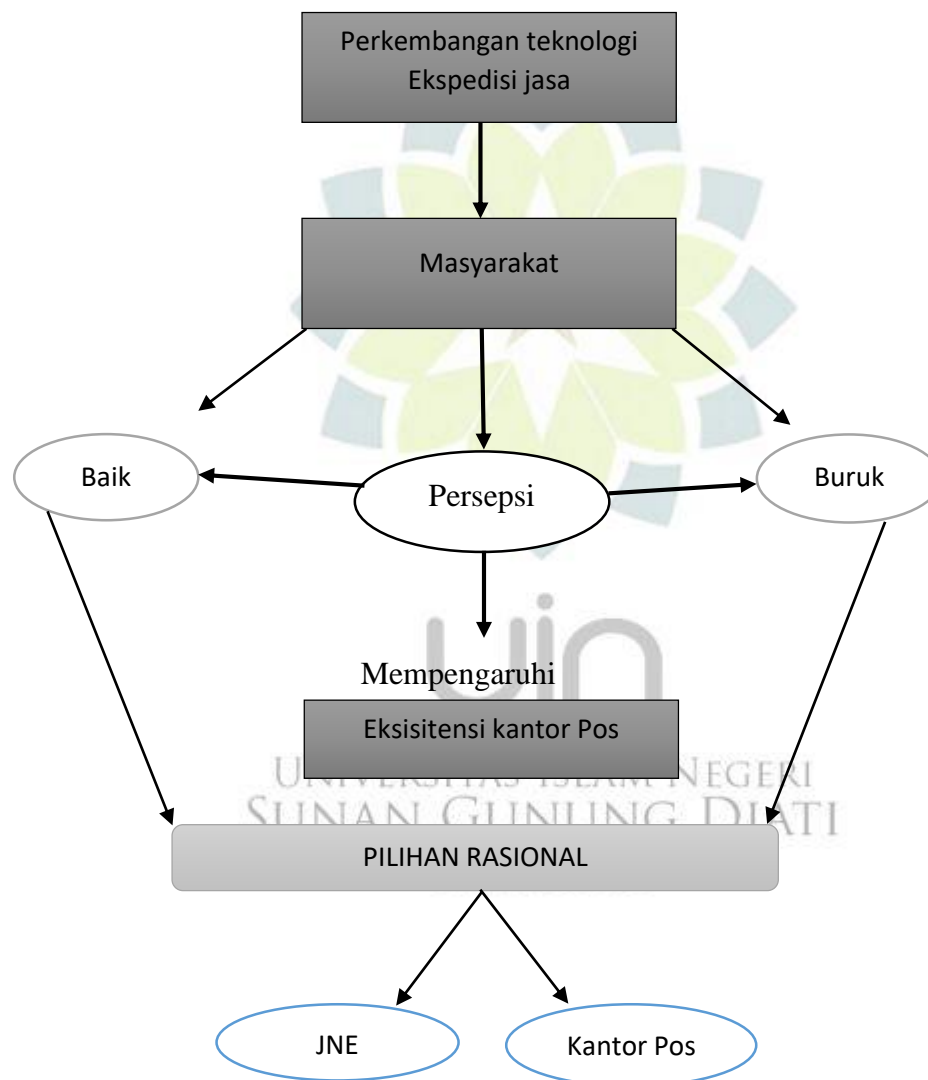 Perkembangan teknologi
Ekspedisi jasa
Masyarakat
Baik
Persepsi
Buruk
uin
Mempengaruhi
Eksisitensi kantor Pos
UNIVERSITAS ISLAM NEGERI
SUNAN GUNUNG DJATI
PILIHAN RASIONAL
JNE
Kantor Pos